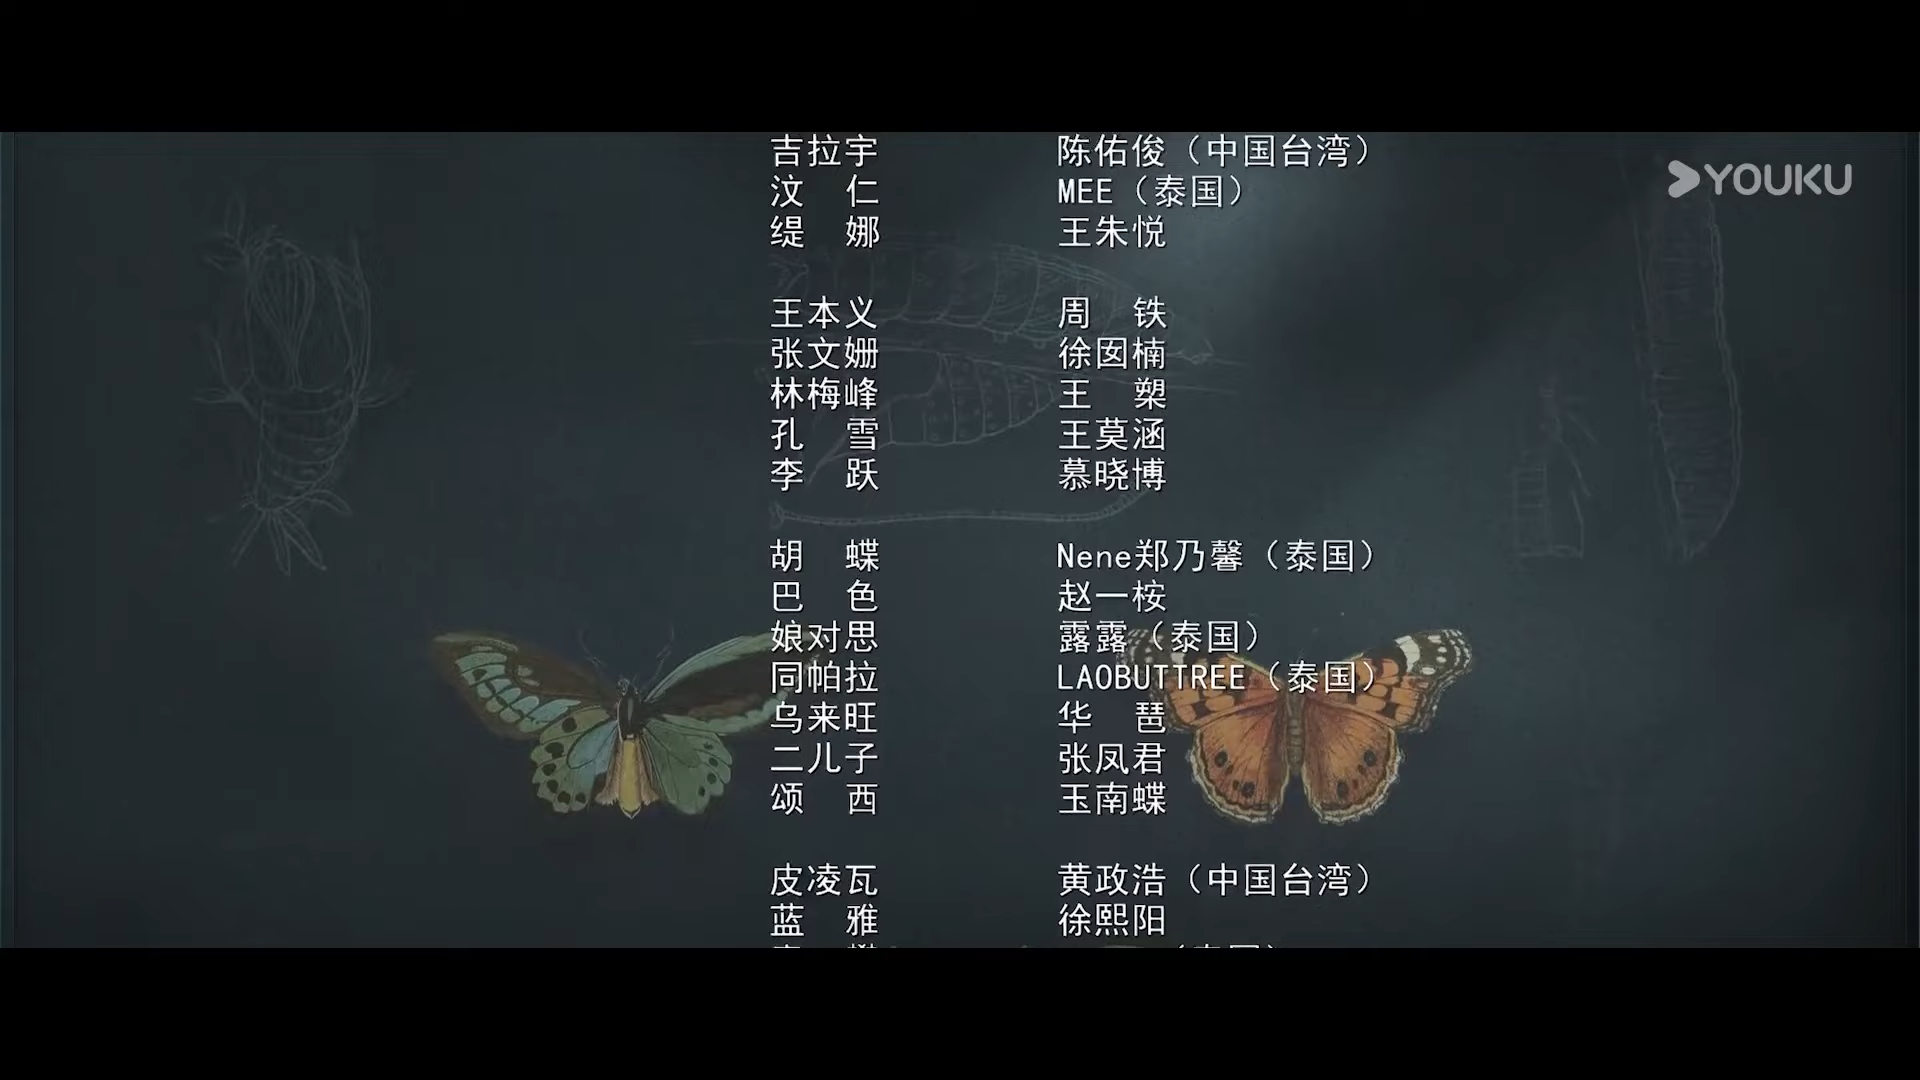 吉拉宇 陈佑俊（中国台湾）
YOUKU
汶 仁 MEE（泰国）
缇 娜 王朱悦
王本义 周 铁
张文姗 徐囡楠
林梅峰 王 槊
孔 雪 王莫涵
李 跃 慕晓博
胡 蝶 Nene郑乃馨（泰国）
巴 色 赵一桉
娘对思 露露（泰国）
同帕拉 LAOBUTTREE（泰国）
乌来旺 华 琶
二儿子 张凤君
颂 西 玉南蝶
皮凌瓦 黄政浩（中国台湾）
蓝 雅 徐熙阳